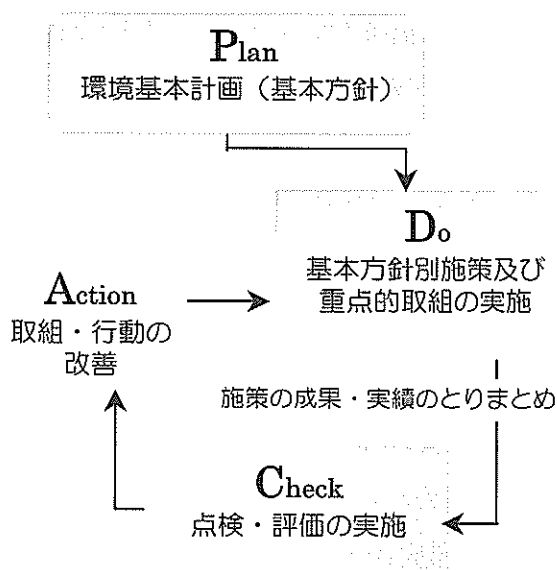 Plan
環境基本計画（基本方針）
Do
基本方針別施策及び
重点的取組の実施
Action
取組・行動の
改善
施策の成果・実績のとりまとめ
Check
点検・評価の実施